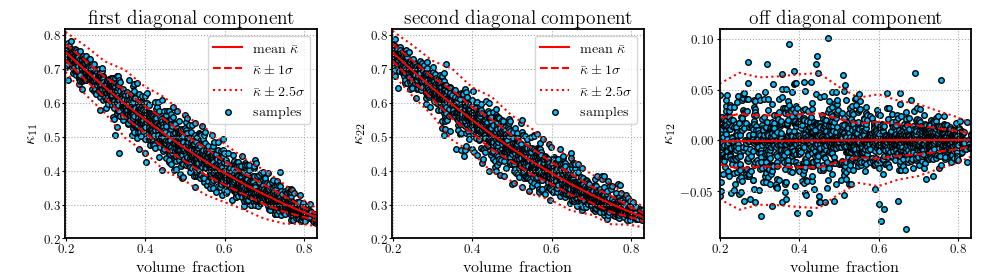 first diagonal component
0.8
0.7
0.6
0.5
0.4
0.3
0.2
κ11
0.2 0.4 0.6 0.8
volume fraction
mean κ̄
κ̄ ± 1σ
κ̄ ± 2.5σ
samples
second diagonal component
0.8
0.7
0.6
0.5
0.4
0.3
0.2
κ22
0.2 0.4 0.6 0.8
volume fraction
mean κ̄
κ̄ ± 1σ
κ̄ ± 2.5σ
samples
off diagonal component
0.10
0.05
0.00
−0.05
κ12
0.2 0.4 0.6 0.8
volume fraction